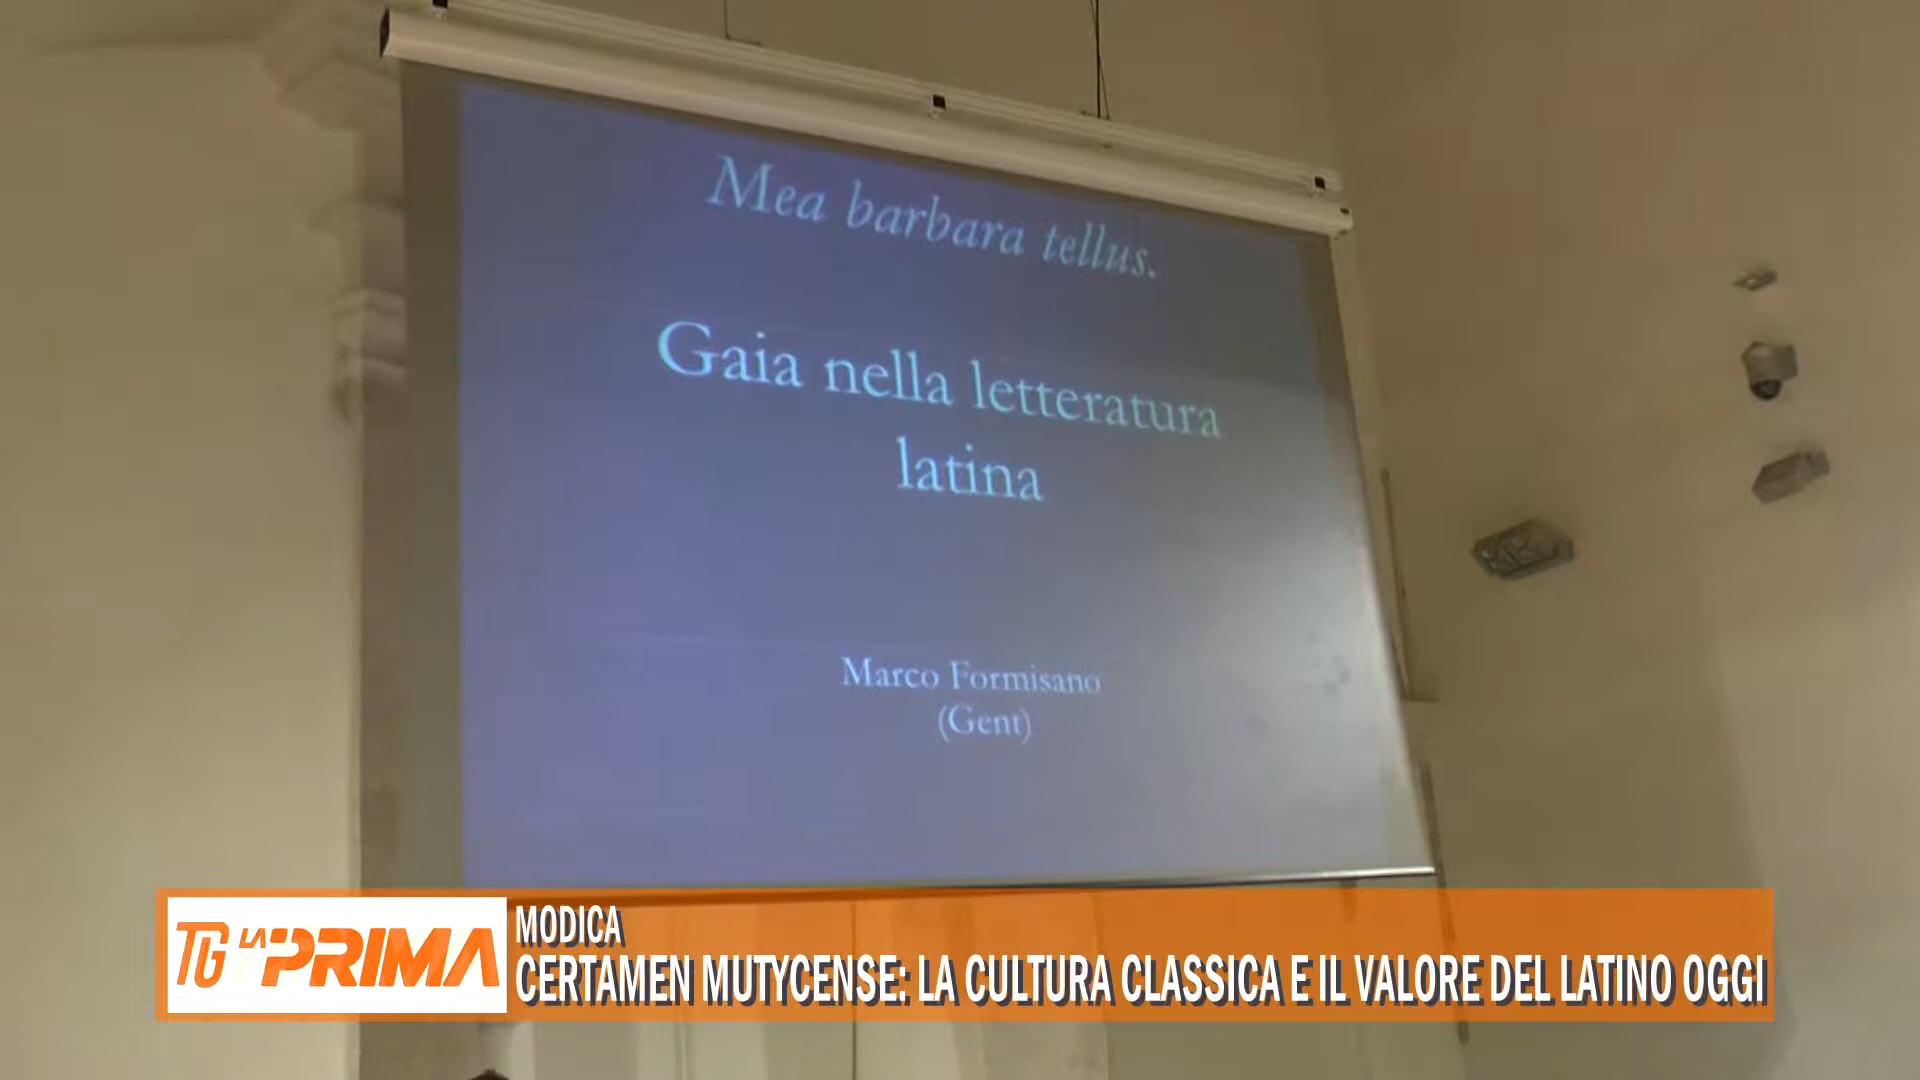 Mea barbara tellus.
Gaia nella letteratura
latina
Marco Formisano
(Gent)
TG LA PRIMA
MODICA
CERTAMEN MUTYCENSE: LA CULTURA CLASSICA E IL VALORE DEL LATINO OGGI